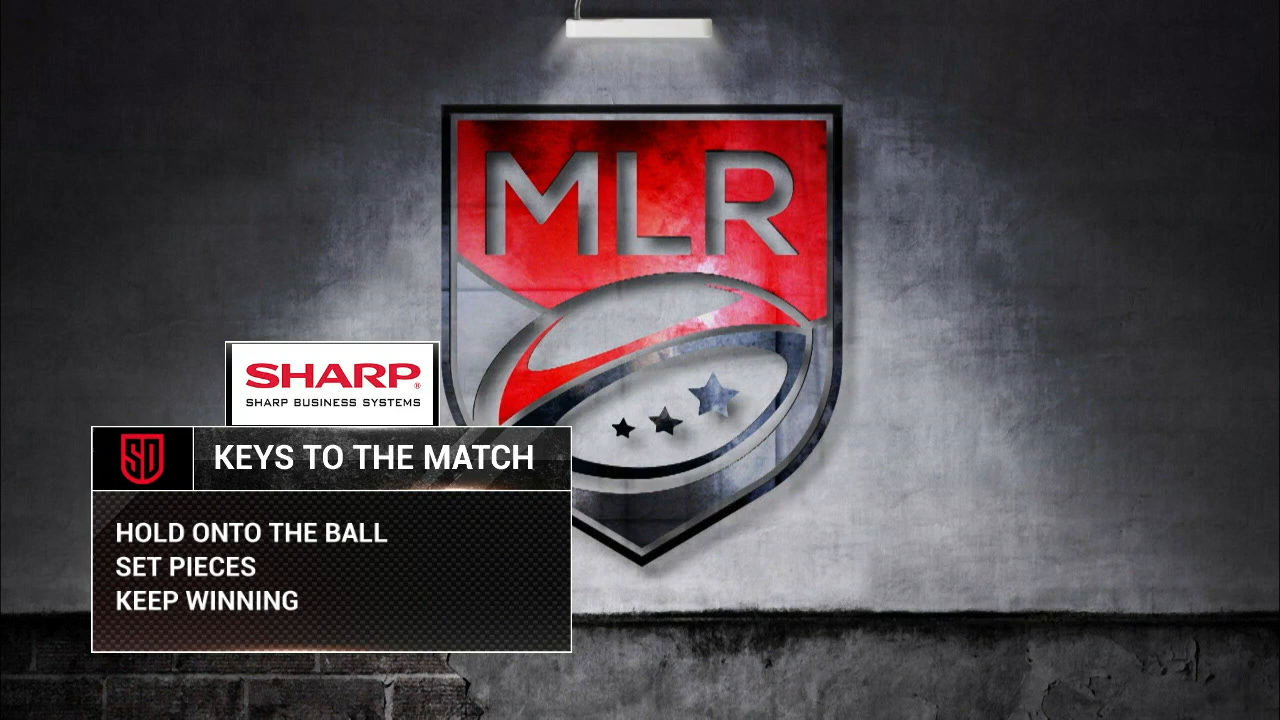 MLR
SHARP®
SHARP BUSINESS SYSTEMS
SD KEYS TO THE MATCH
HOLD ONTO THE BALL
SET PIECES
KEEP WINNING